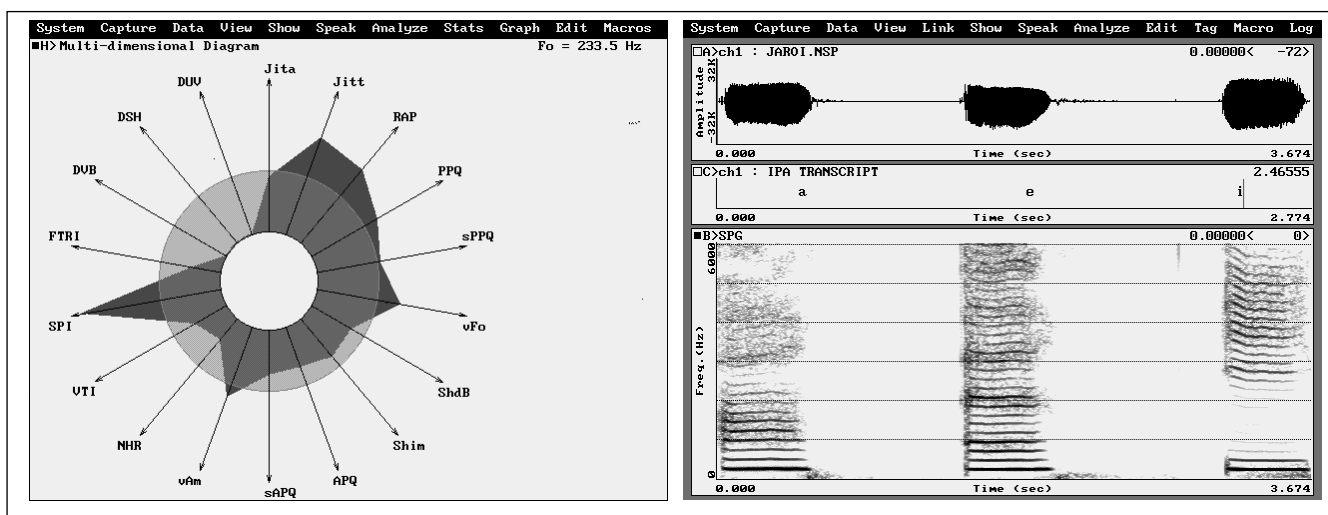 System Capture Data View Show Speak Analyze Stats Graph Edit Macros
■H>Multi-dimensional Diagram Fo = 233.5 Hz
Jita
DUV Jitt
DSH RAP
DVB PPQ
FTRI sPPQ
SPI vFo
VTI ShdB
NHR Shim
vAm APQ
sAPQ
System Capture Data View Link Show Speak Analyze Edit Tag Macro Log
□A>ch1 : JAROI.NSP 0.00000< -72>
Amplitude
32K
-32K
0.000 Time (sec) 3.674
□C>ch1 : IPA TRANSCRIPT 2.46555
a e i
0.000 Time (sec) 2.774
■B>SPG 0.00000< 0>
6000
Freq.(Hz)
0
0.000 Time (sec) 3.674